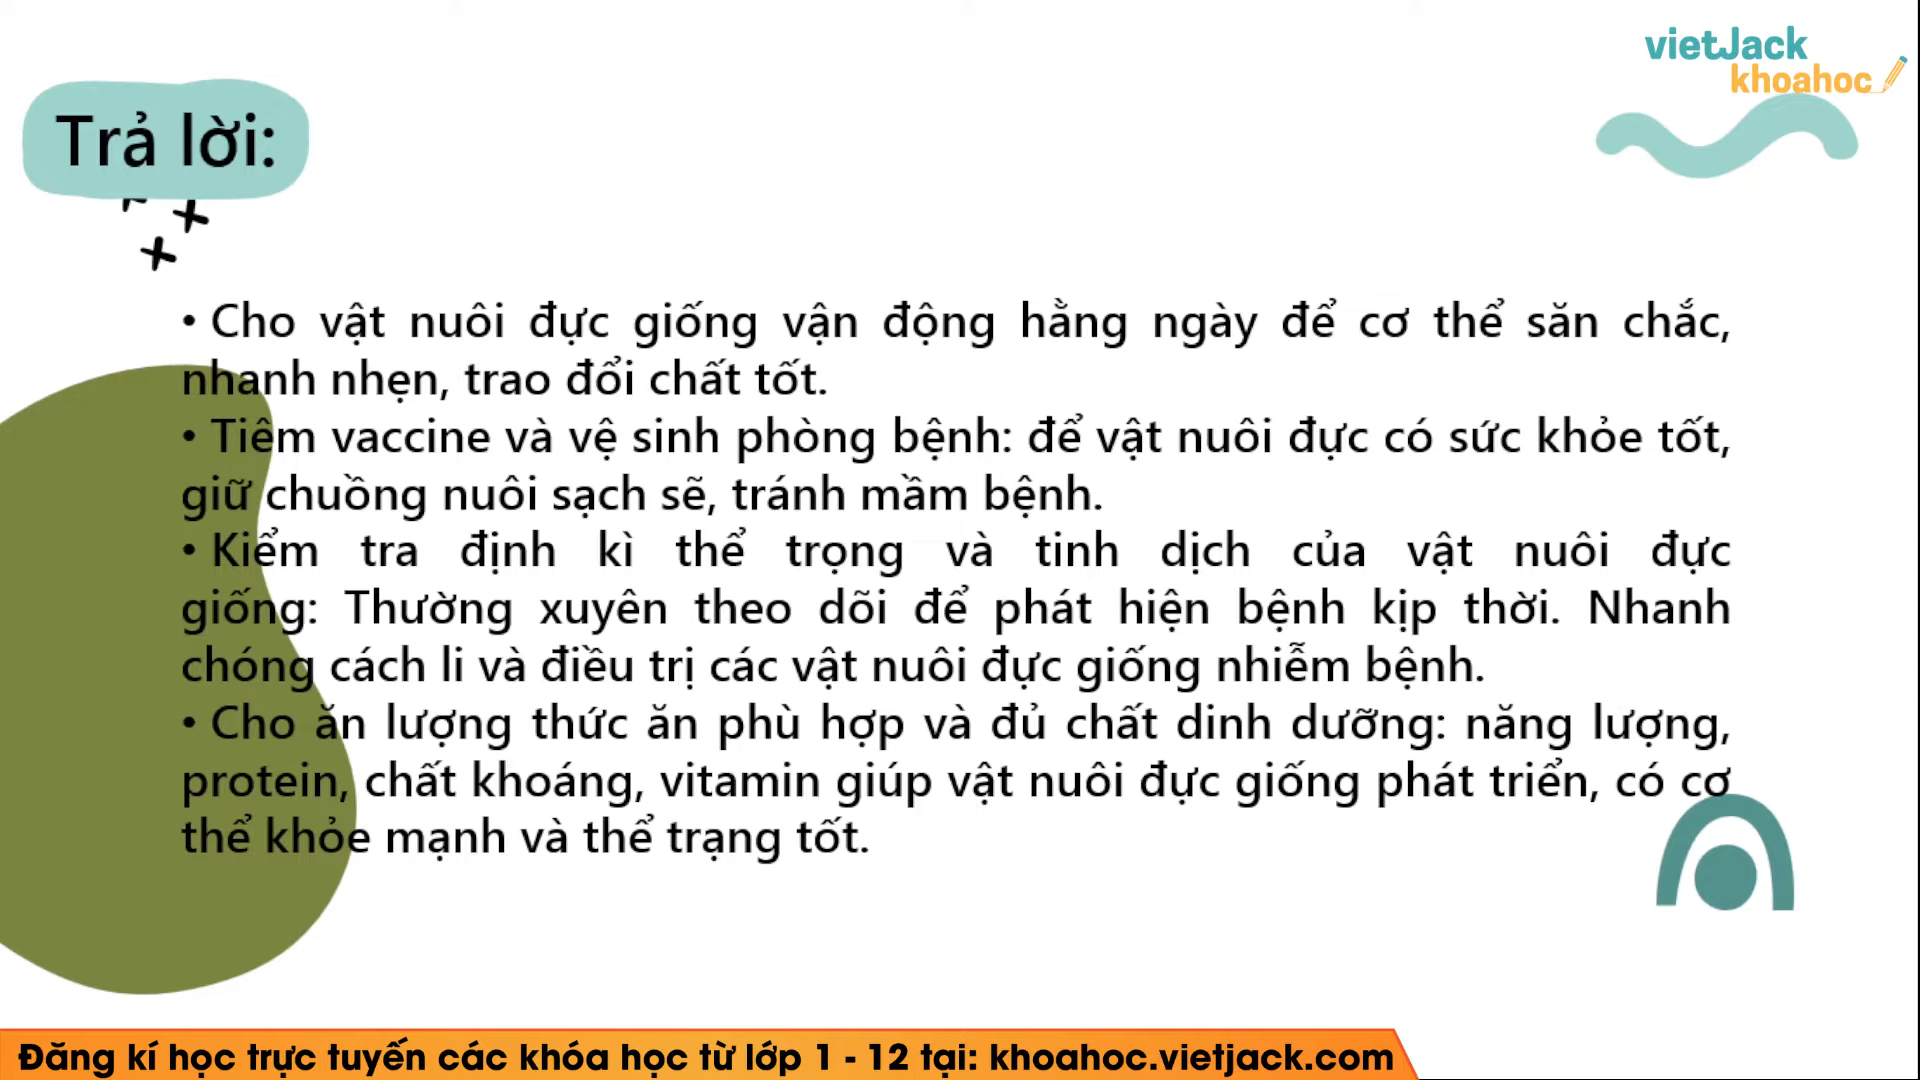 vietJack
khoahoc
Trả lời:
• Cho vật nuôi đực giống vận động hằng ngày để cơ thể săn chắc,
nhanh nhẹn, trao đổi chất tốt.
• Tiêm vaccine và vệ sinh phòng bệnh: để vật nuôi đực có sức khỏe tốt,
giữ chuồng nuôi sạch sẽ, tránh mầm bệnh.
• Kiểm tra định kì thể trọng và tinh dịch của vật nuôi đực
giống: Thường xuyên theo dõi để phát hiện bệnh kịp thời. Nhanh
chóng cách li và điều trị các vật nuôi đực giống nhiễm bệnh.
• Cho ăn lượng thức ăn phù hợp và đủ chất dinh dưỡng: năng lượng,
protein, chất khoáng, vitamin giúp vật nuôi đực giống phát triển, có cơ
thể khỏe mạnh và thể trạng tốt.
Đăng kí học trực tuyến các khóa học từ lớp 1 - 12 tại: khoahoc.vietjack.com